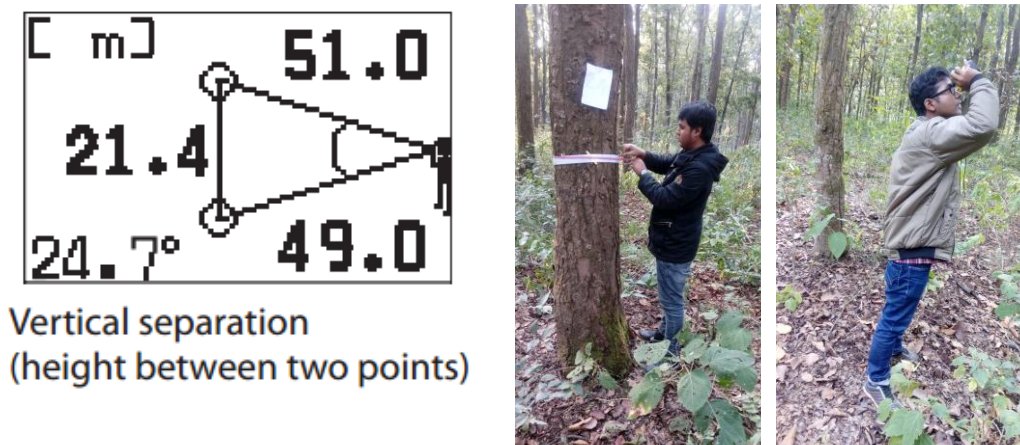 [ m]
51.0
21.4
24.7°
49.0
Vertical separation
(height between two points)